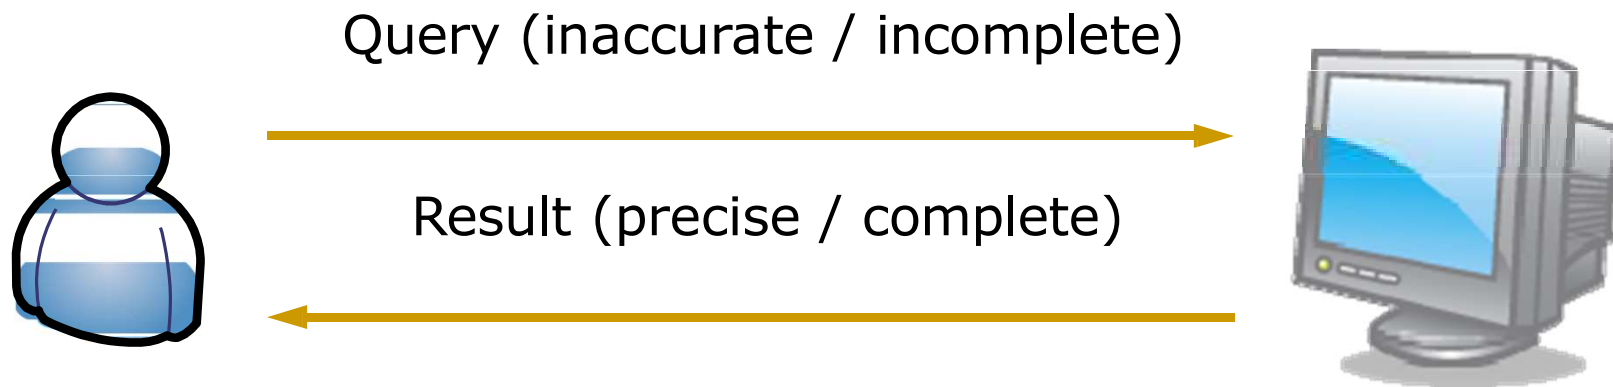 Query (inaccurate / incomplete)
Result (precise / complete)